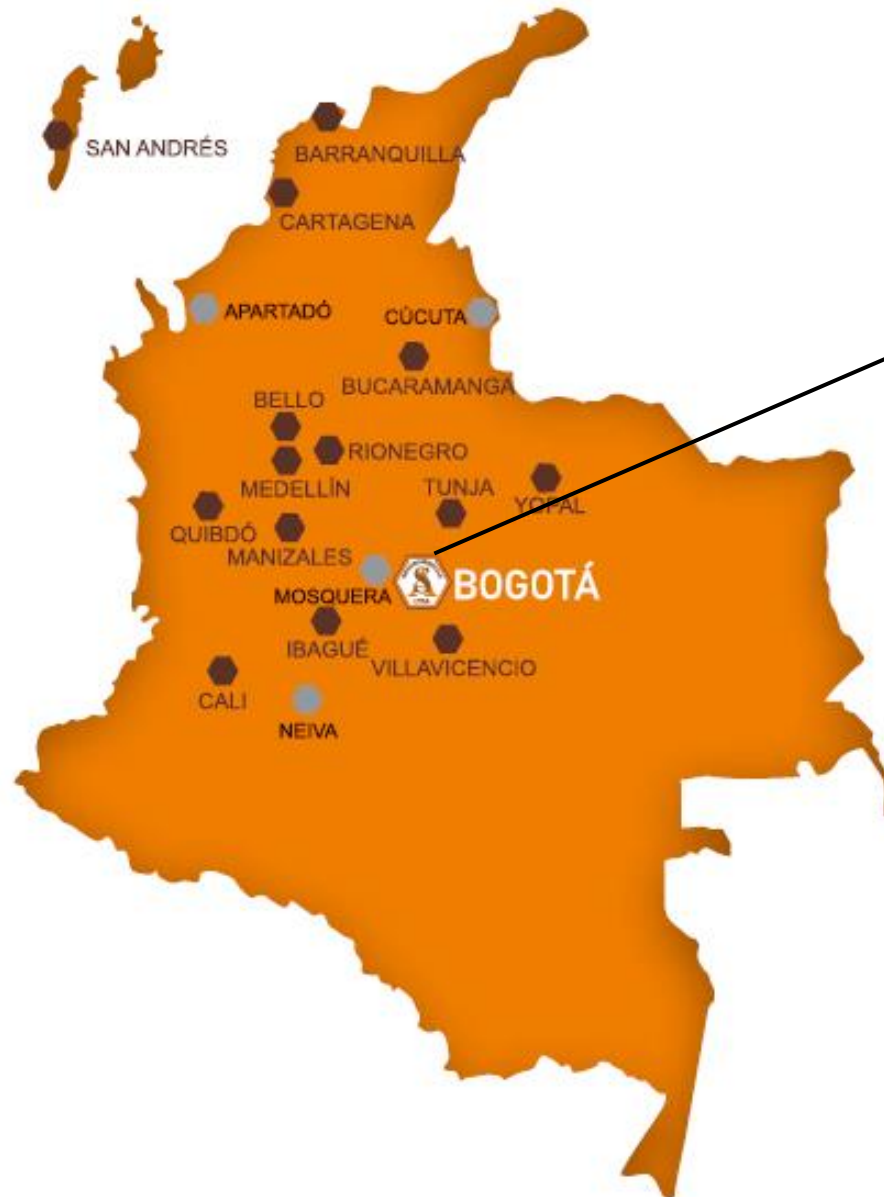 SAN ANDRÉS
BARRANQUILLA
CARTAGENA
APARTADÓ
CÚCUTA
BUCARAMANGA
BELLO
RIONEGRO
MEDELLÍN
TUNJA
YOPAL
QUIBDÓ
MANIZALES
MOSQUERA
BOGOTÁ
IBAGUÉ
VILLAVICENCIO
CALI
NEIVA